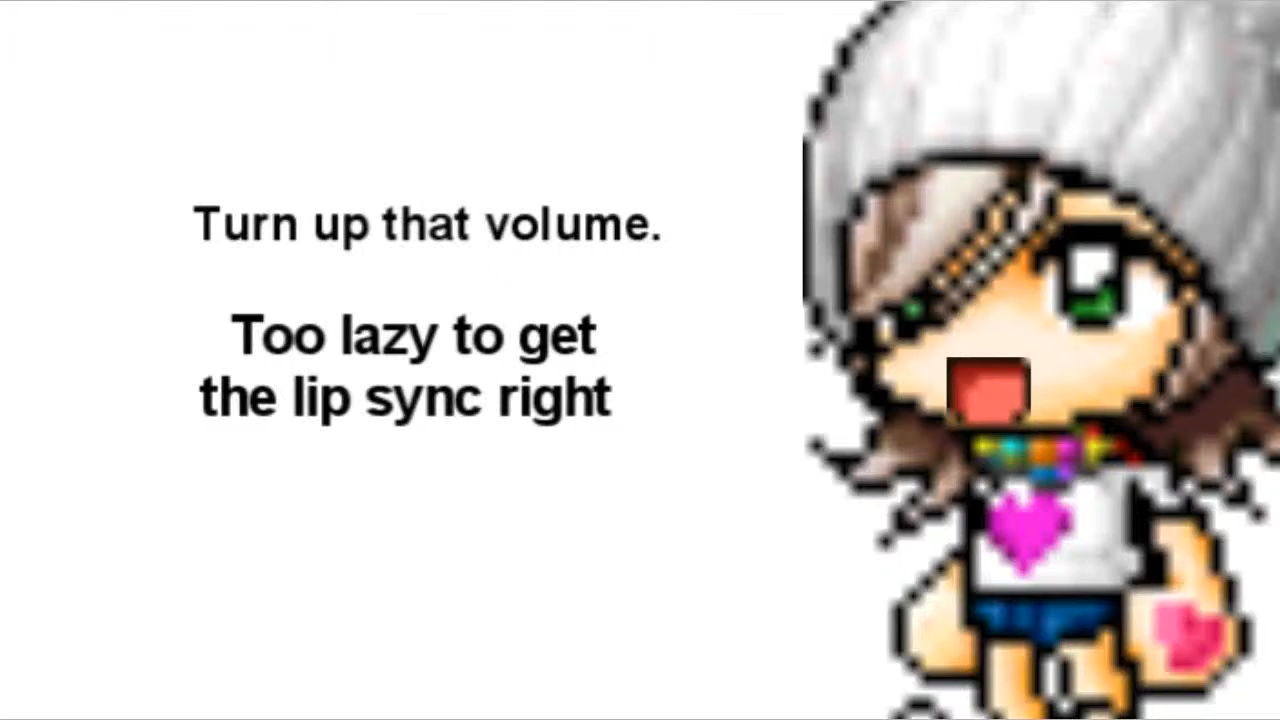 Turn up that volume.
Too lazy to get
the lip sync right